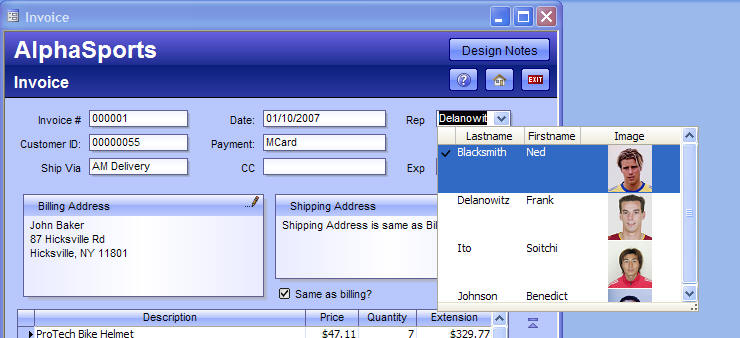 Invoice
AlphaSports
Design Notes
Invoice
EXIT
Invoice # 000001 Date: 01/10/2007 Rep Delanowit
Customer ID: 00000055 Payment: MCard
Ship Via AM Delivery CC Exp
Lastname Firstname Image
Blacksmith Ned
Delanowitz Frank
Ito Soitchi
Johnson Benedict
Billing Address
John Baker
87 Hicksville Rd
Hicksville, NY 11801
Shipping Address
Shipping Address is same as Bil
Same as billing?
Description Price Quantity Extension
ProTech Bike Helmet $47.11 7 $329.77